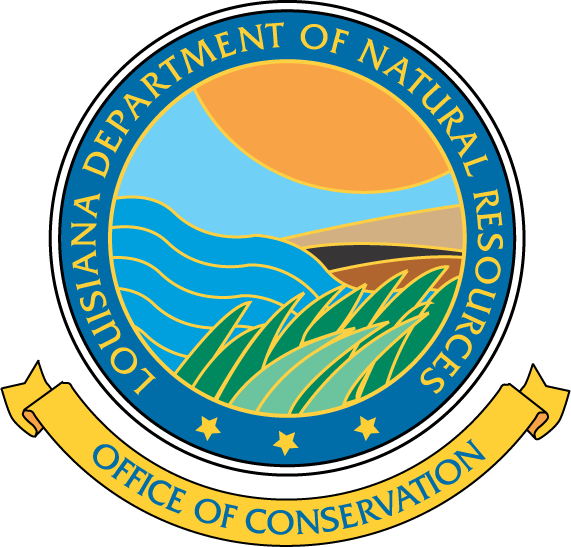 LOUISIANA DEPARTMENT OF NATURAL RESOURCES
OFFICE OF CONSERVATION